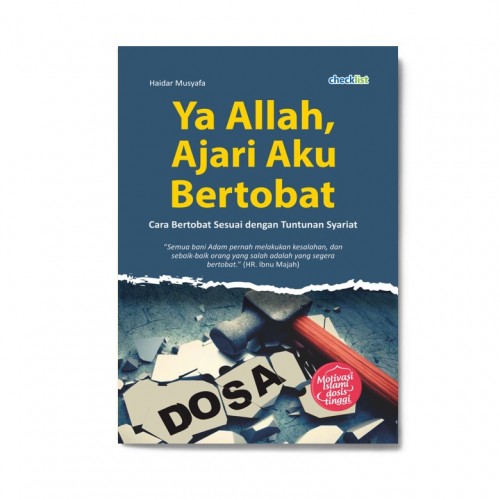 Haidar Musyafa
checklist
Ya Allah,
Ajari Aku
Bertobat
Cara Bertobat Sesuai dengan Tuntunan Syariat
"Semua bani Adam pernah melakukan kesalahan, dan
sebaik-baik orang yang salah adalah yang segera
bertobat." (HR. Ibnu Majah)
DOSA
Motivasi
Islami
dosis
tinggi